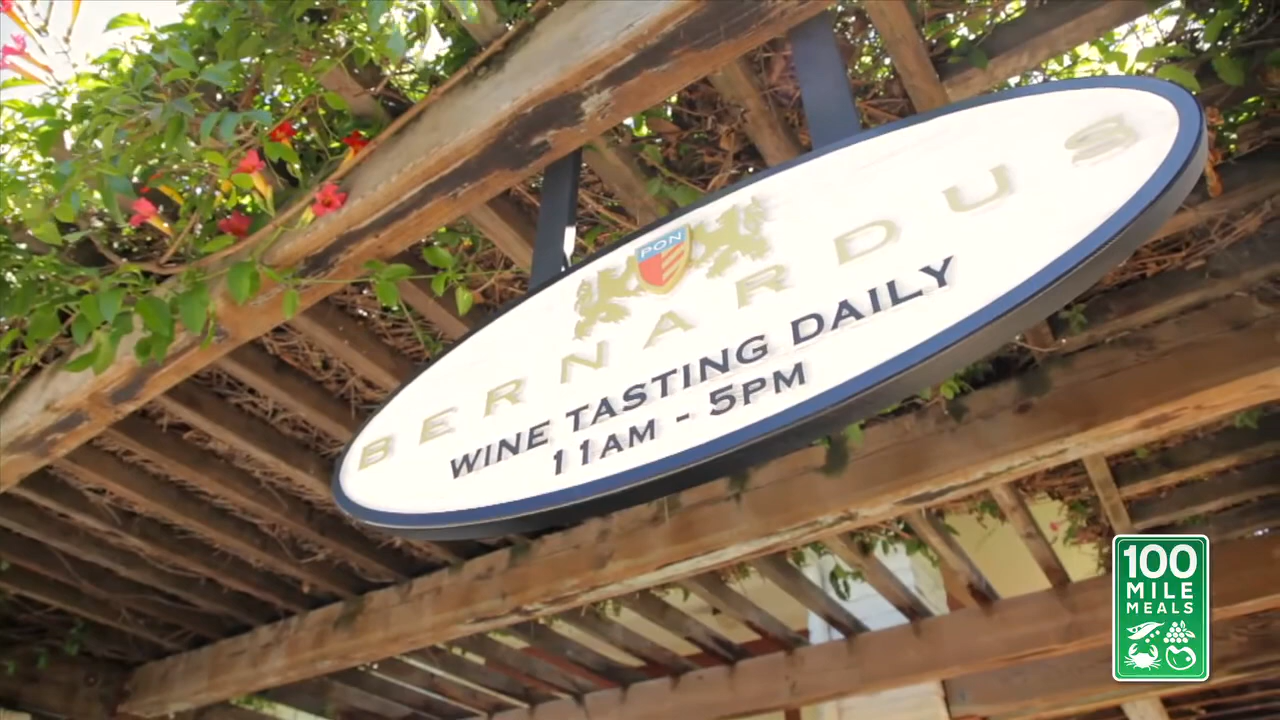 PON
BERNARDUS
WINE TASTING DAILY
11AM - 5PM
100
MILE
MEALS